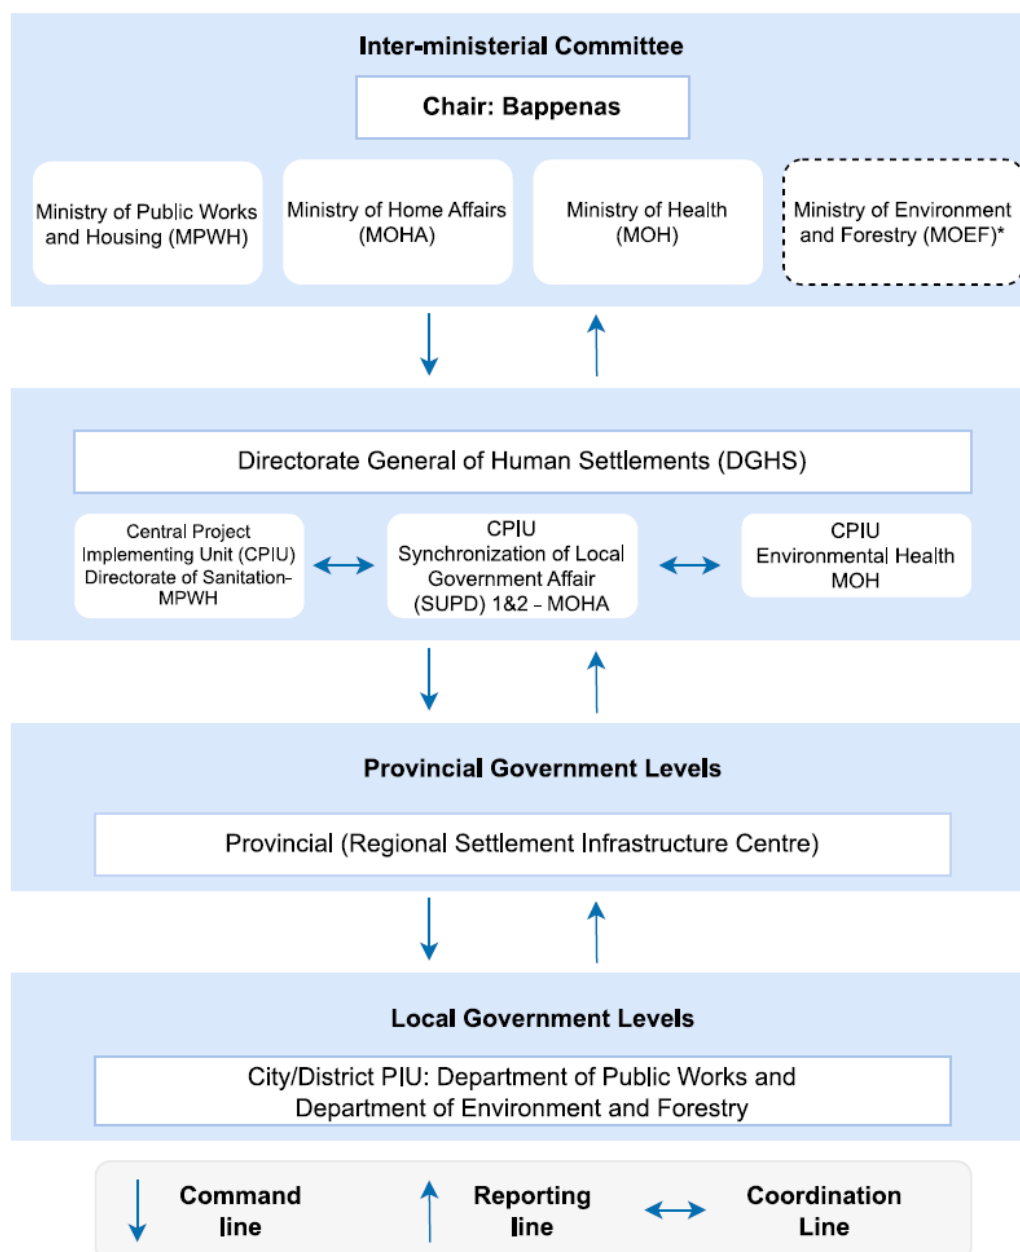 Inter-ministerial Committee
Chair: Bappenas
Ministry of Public Works
and Housing (MPWH)
Ministry of Home Affairs
(MOHA)
Ministry of Health
(MOH)
Ministry of Environment
and Forestry (MOEF)*
Directorate General of Human Settlements (DGHS)
Central Project
Implementing Unit (CPIU)
Directorate of Sanitation–
MPWH
CPIU
Synchronization of Local
Government Affair
(SUPD) 1&2 – MOHA
CPIU
Environmental Health
MOH
Provincial Government Levels
Provincial (Regional Settlement Infrastructure Centre)
Local Government Levels
City/District PIU: Department of Public Works and
Department of Environment and Forestry
Command
line
Reporting
line
Coordination
Line